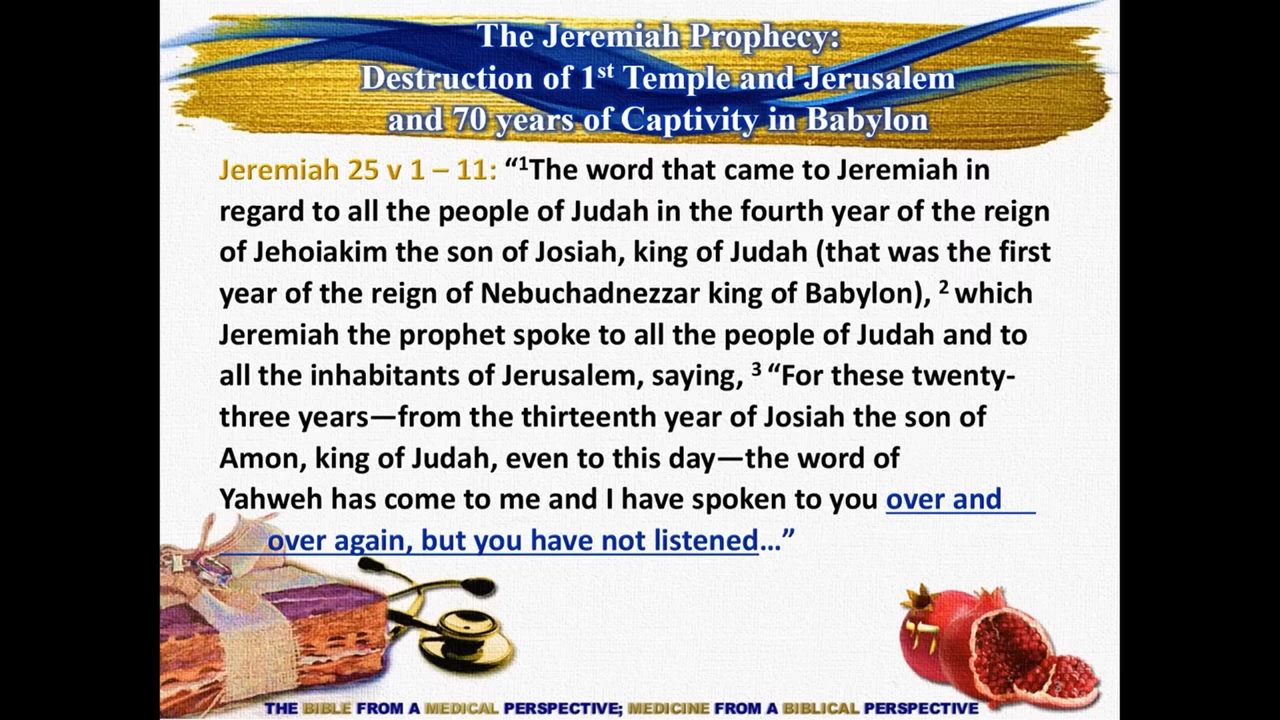 The Jeremiah Prophecy:
Destruction of 1st Temple and Jerusalem
and 70 years of Captivity in Babylon
Jeremiah 25 v 1 – 11: “1The word that came to Jeremiah in
regard to all the people of Judah in the fourth year of the reign
of Jehoiakim the son of Josiah, king of Judah (that was the first
year of the reign of Nebuchadnezzar king of Babylon), 2 which
Jeremiah the prophet spoke to all the people of Judah and to
all the inhabitants of Jerusalem, saying, 3 “For these twenty-
three years—from the thirteenth year of Josiah the son of
Amon, king of Judah, even to this day—the word of
Yahweh has come to me and I have spoken to you over and
over again, but you have not listened…”
חי
THE BIBLE FROM A MEDICAL PERSPECTIVE; MEDICINE FROM A BIBLICAL PERSPECTIVE